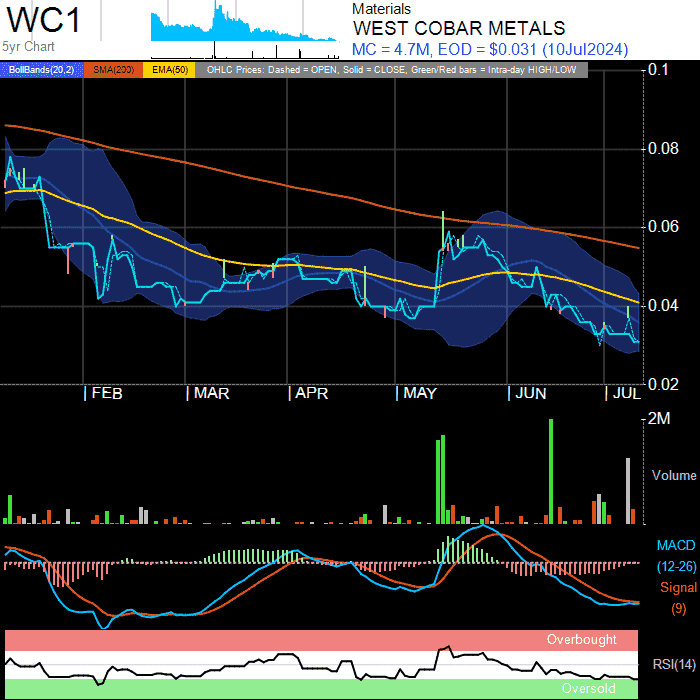 WC1
5yr Chart
Materials
WEST COBAR METALS
MC = 4.7M, EOD = $0.031 (10Jul2024)
BollBands(20,2) SMA(200) EMA(50) OHLC Prices: Dashed = OPEN, Solid = CLOSE, Green/Red bars = Intra-day HIGH/LOW
0.1
0.08
0.06
0.04
0.02
FEB MAR APR MAY JUN JUL
2M
Volume
MACD
(12-26)
Signal
(9)
Overbought
RSI(14)
Oversold